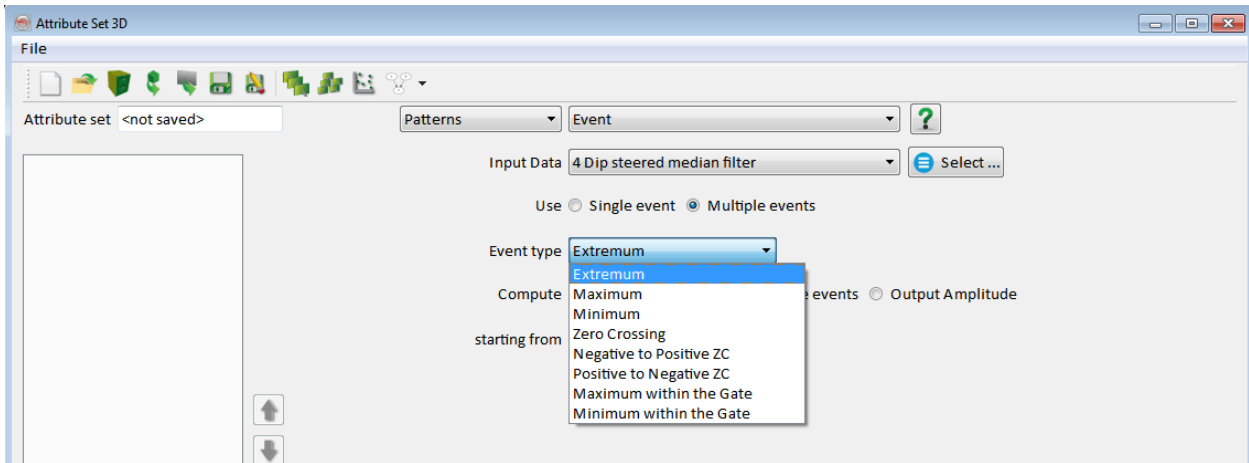 Attribute Set 3D
File
Attribute set <not saved> Patterns Event ?
Input Data 4 Dip steered median filter Select ...
Use Single event Multiple events
Event type Extremum
Extremum
Compute Maximum events Output Amplitude
Minimum
starting from Zero Crossing
Negative to Positive ZC
Positive to Negative ZC
Maximum within the Gate
Minimum within the Gate